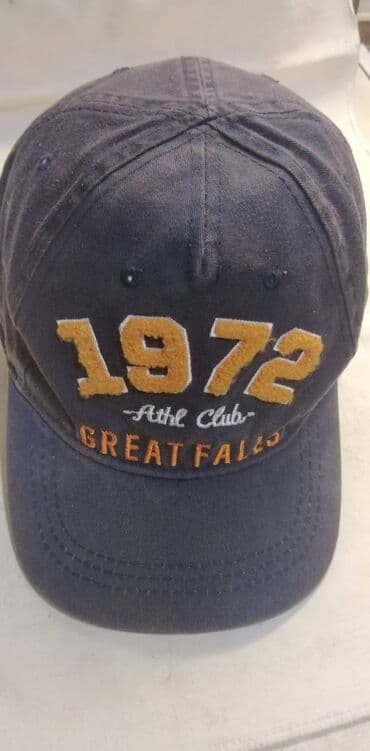 1972
-Athl Club-
GREAT FALLS